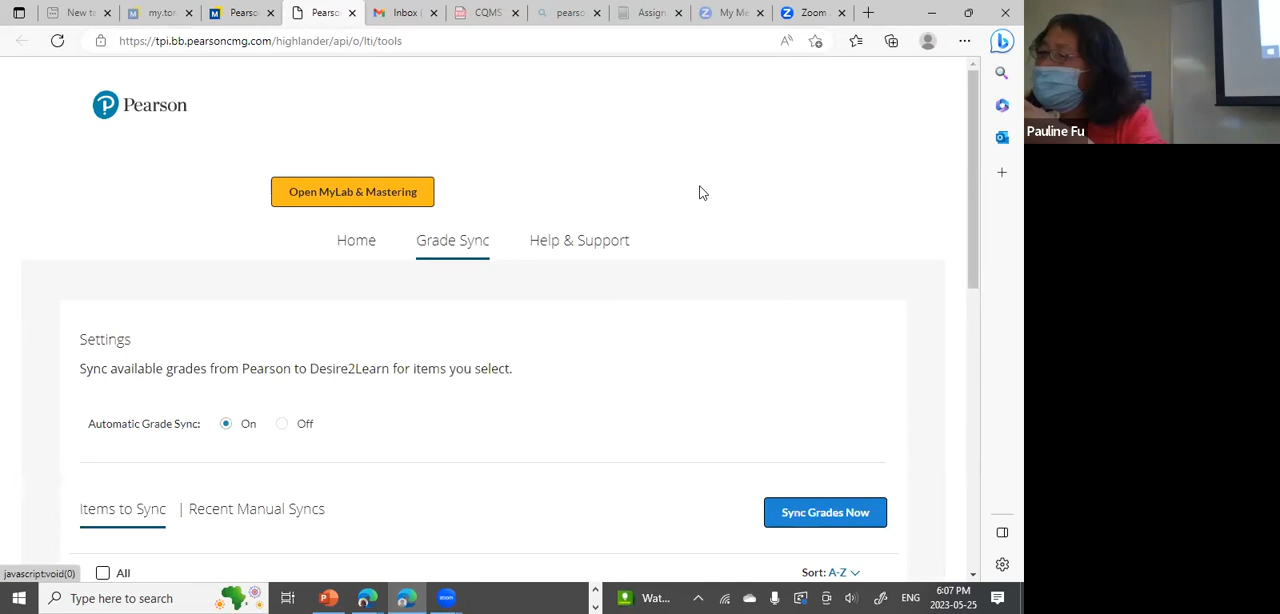 New ta
my.tor
Pearso
Pearso
Inbox (
CQMS
pearso
Assign
My Me
Zoom
https://tpi.bb.pearsoncmg.com/highlander/api/o/lti/tools
Pearson
Pauline Fu
Open MyLab & Mastering
Home
Grade Sync
Help & Support
Settings
Sync available grades from Pearson to Desire2Learn for items you select.
Automatic Grade Sync: On Off
Items to Sync | Recent Manual Syncs
Sync Grades Now
javascript:void(0)
All
Sort: A-Z
Type here to search
Wat...
ENG
6:07 PM
2023-05-25